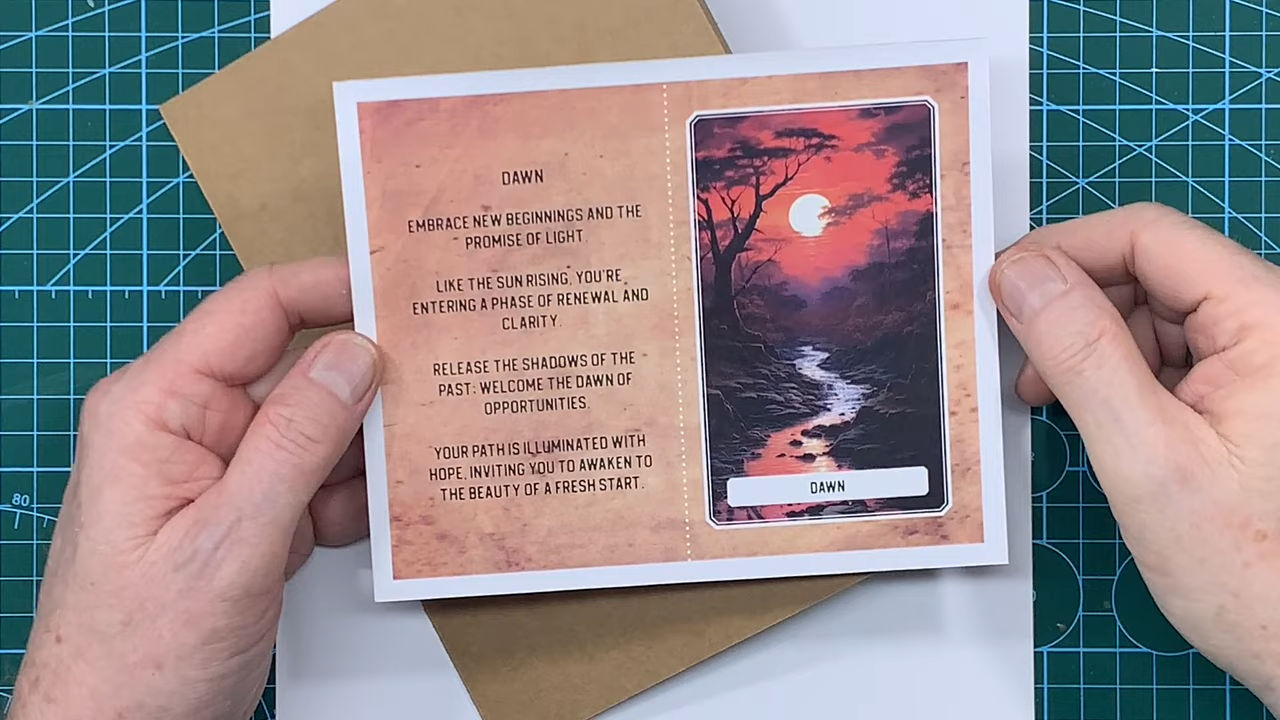 DAWN
EMBRACE NEW BEGINNINGS AND THE
PROMISE OF LIGHT.
LIKE THE SUN RISING, YOU'RE
ENTERING A PHASE OF RENEWAL AND
CLARITY.
RELEASE THE SHADOWS OF THE
PAST; WELCOME THE DAWN OF
OPPORTUNITIES.
YOUR PATH IS ILLUMINATED WITH
HOPE, INVITING YOU TO AWAKEN TO
THE BEAUTY OF A FRESH START.
DAWN
80